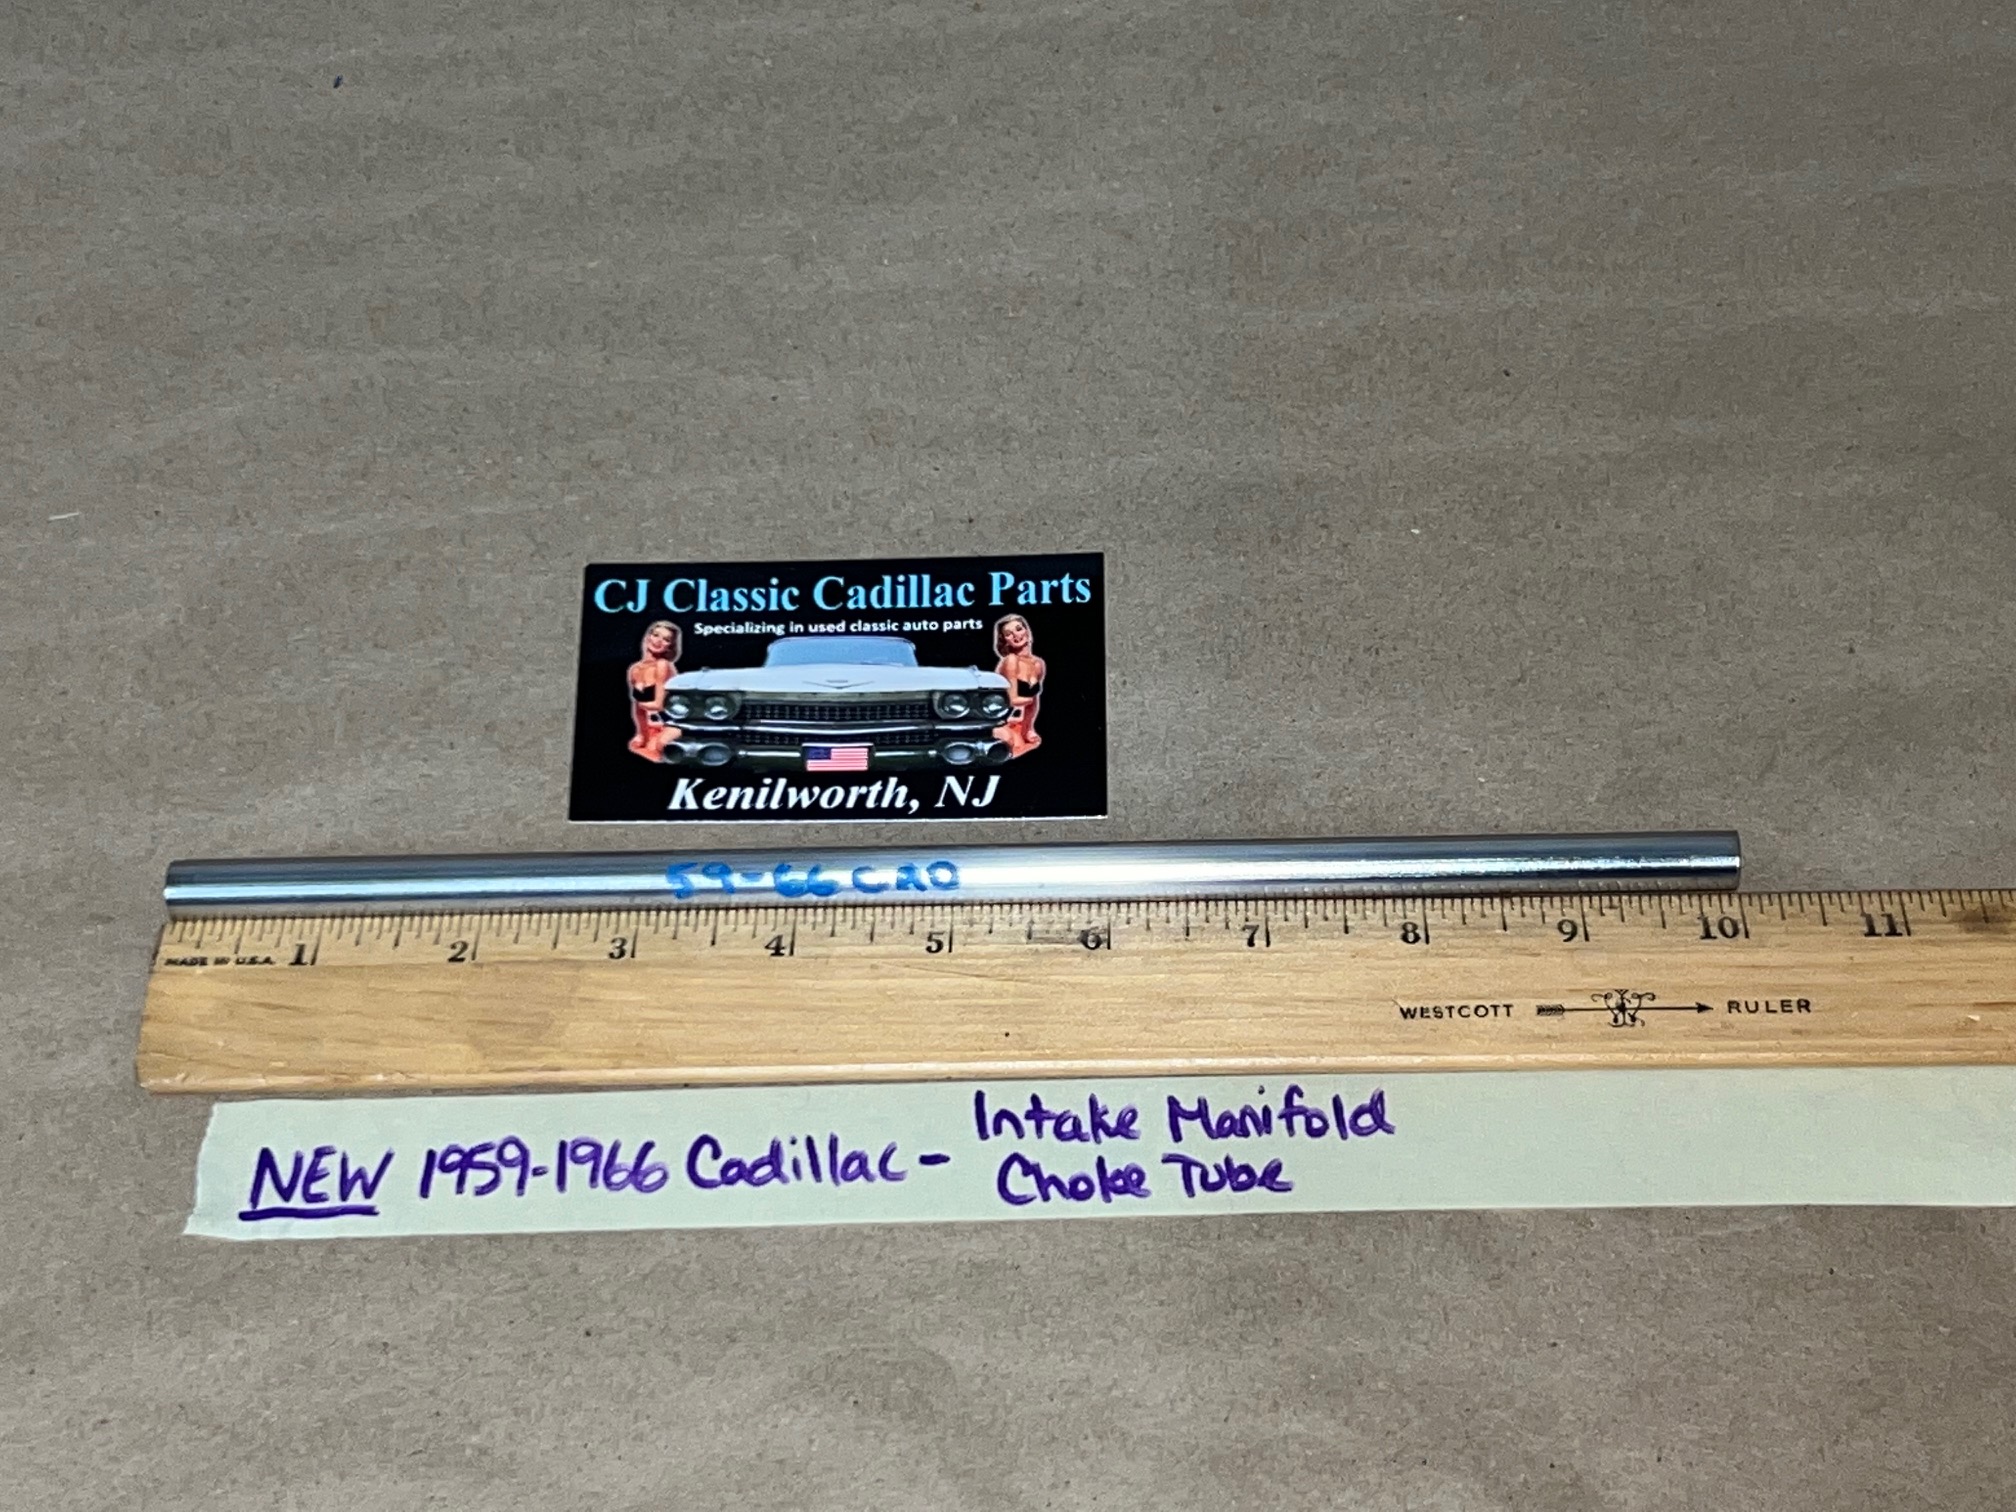 CJ Classic Cadillac Parts
Specializing in used classic auto parts
Kenilworth, NJ
59-66 CAD
1 2 3 4 5 6 7 8 9 10 11
MADE IN U.S.A.
WESTCOTT RULER
NEW 1959-1966 Cadillac - Intake Manifold
Choke Tube